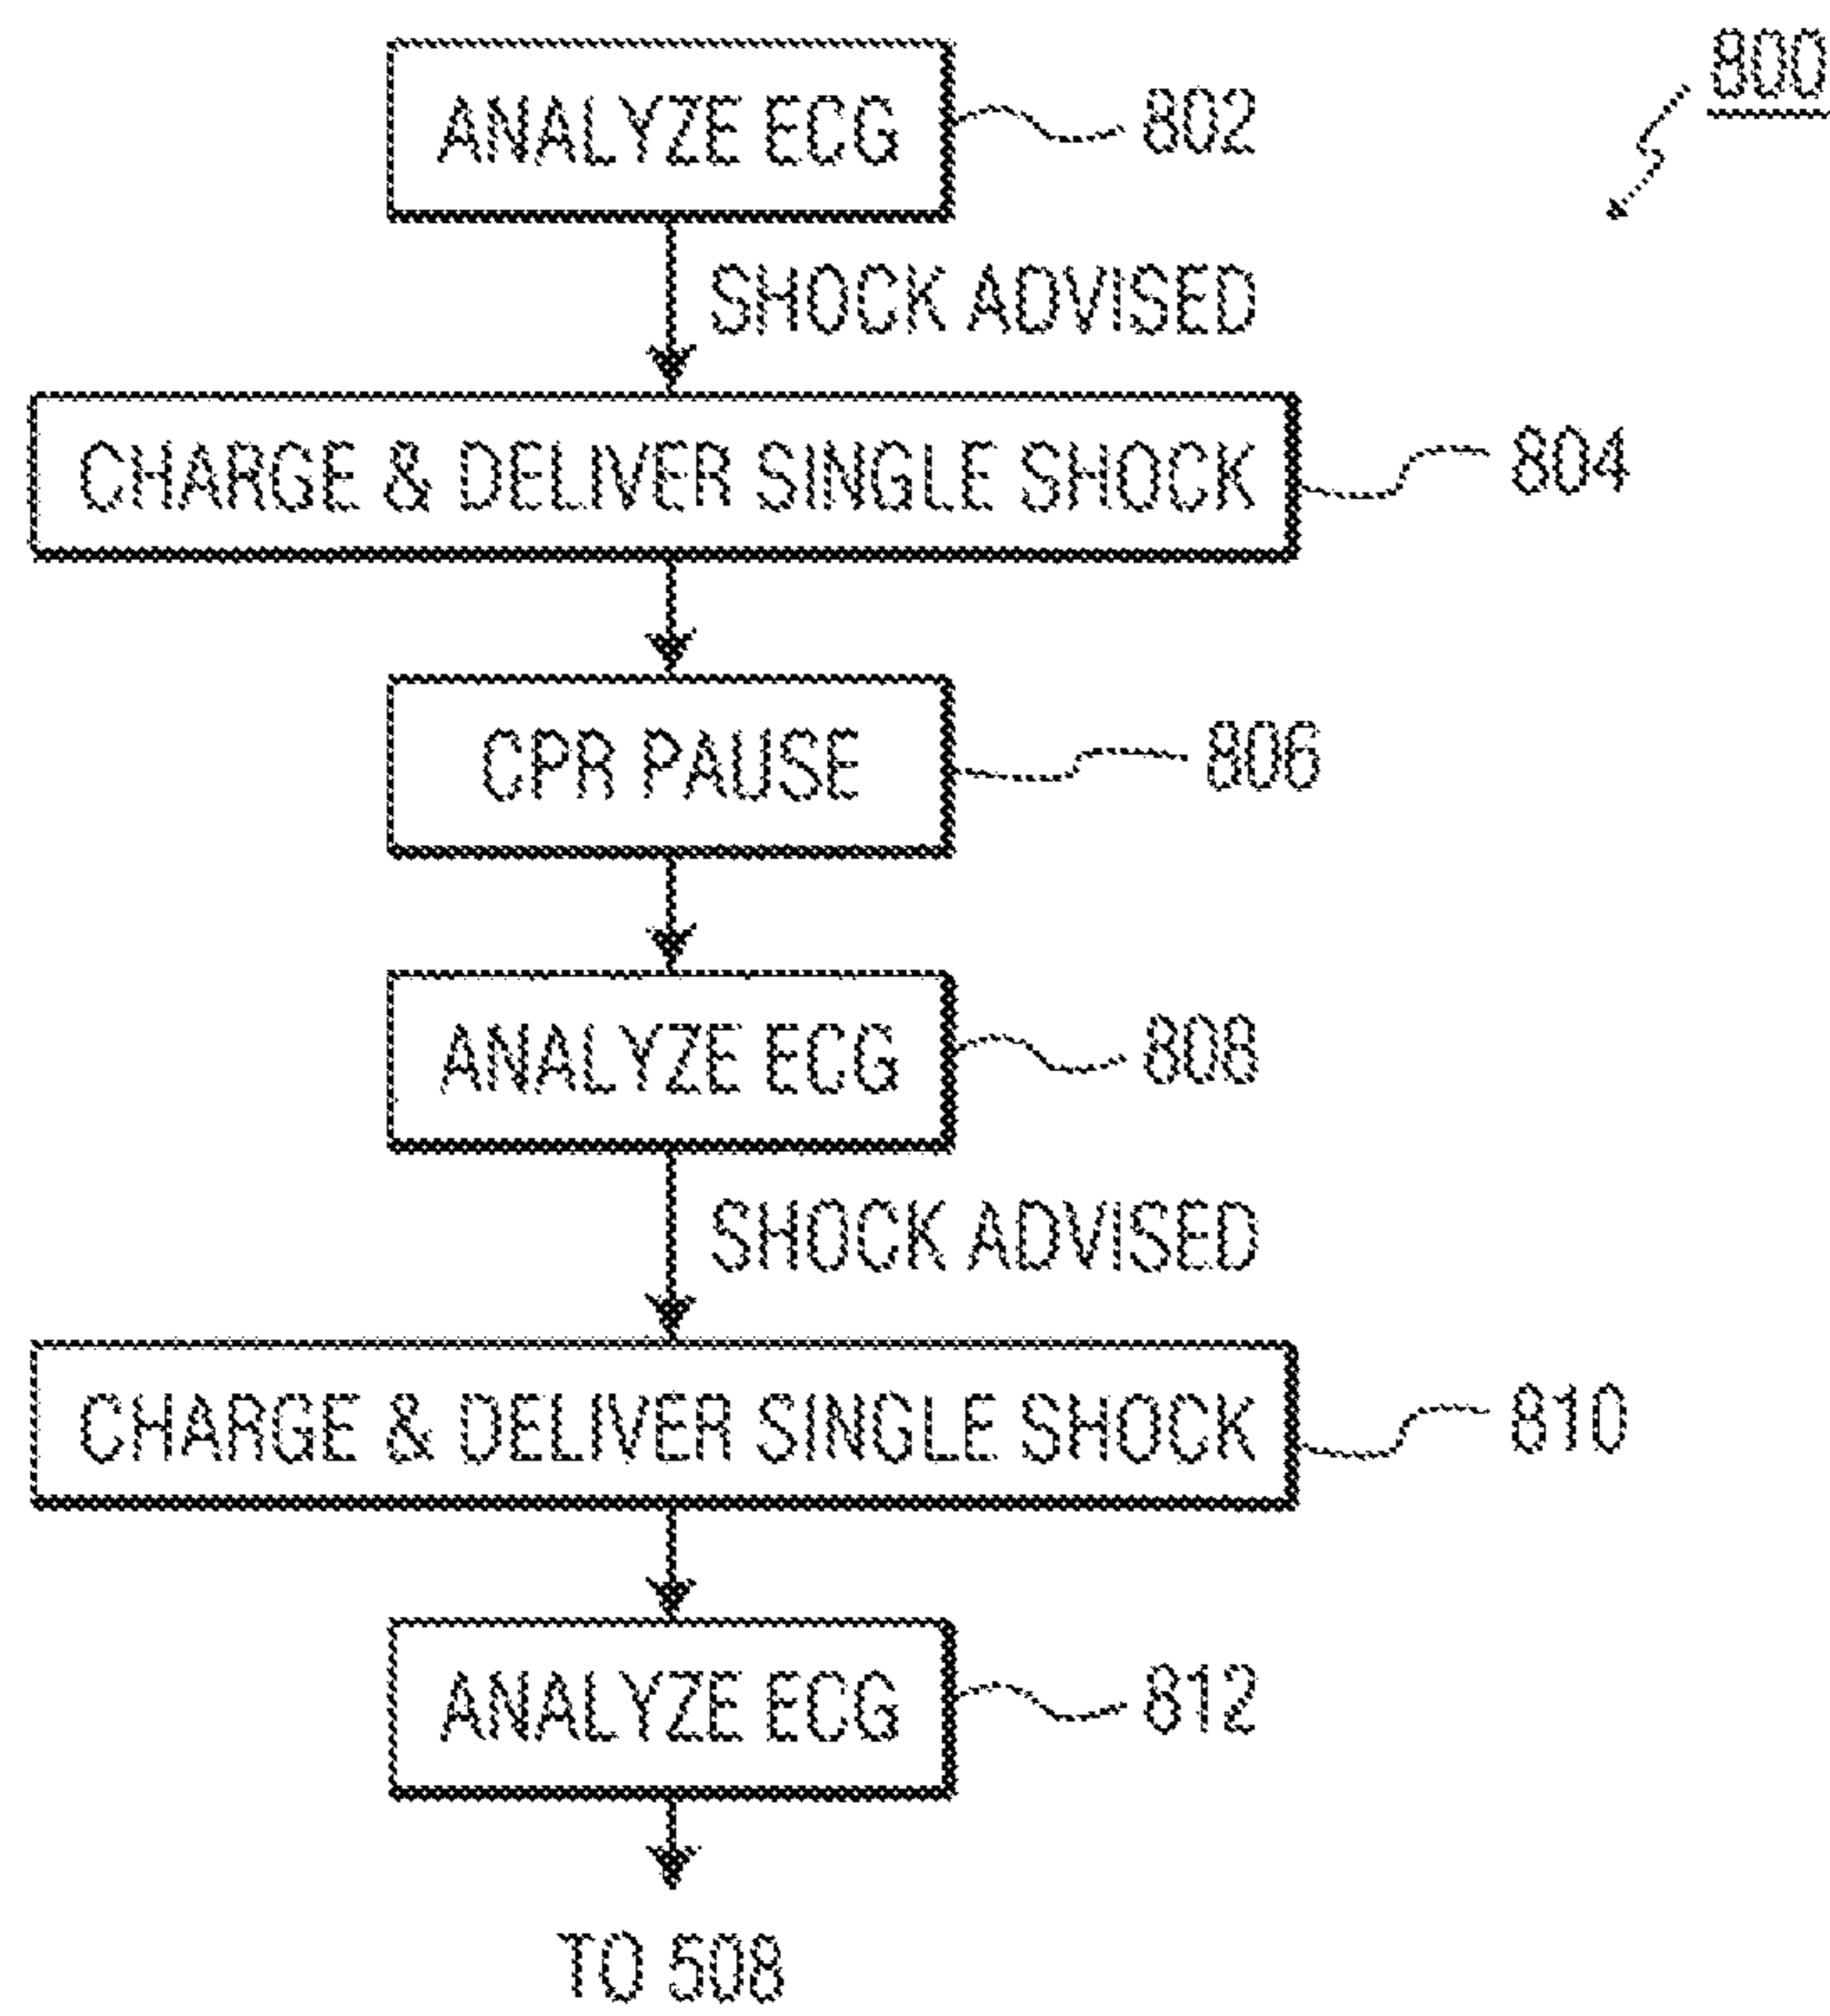 800
ANALYZE ECG
802
SHOCK ADVISED
CHARGE & DELIVER SINGLE SHOCK
804
CPR PAUSE
806
ANALYZE ECG
808
SHOCK ADVISED
CHARGE & DELIVER SINGLE SHOCK
810
ANALYZE ECG
812
TO 508